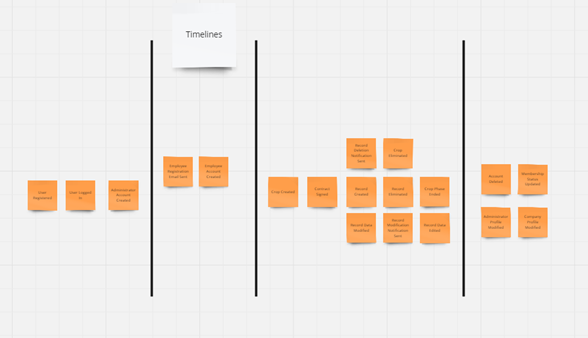 Timelines
User
Registered
User Logged
In
Administrator
Account
Created
Employee
Registration
Email Sent
Employee
Account
Created
Crop Created
Contract
Signed
Record
Deletion
Notification
Sent
Crop
Eliminated
Record
Created
Record
Eliminated
Crop Phase
Ended
Record Data
Modified
Record
Modification
Notification
Sent
Record Data
Edited
Account
Deleted
Membership
Status
Updated
Administrator
Profile
Modified
Company
Profile
Modified